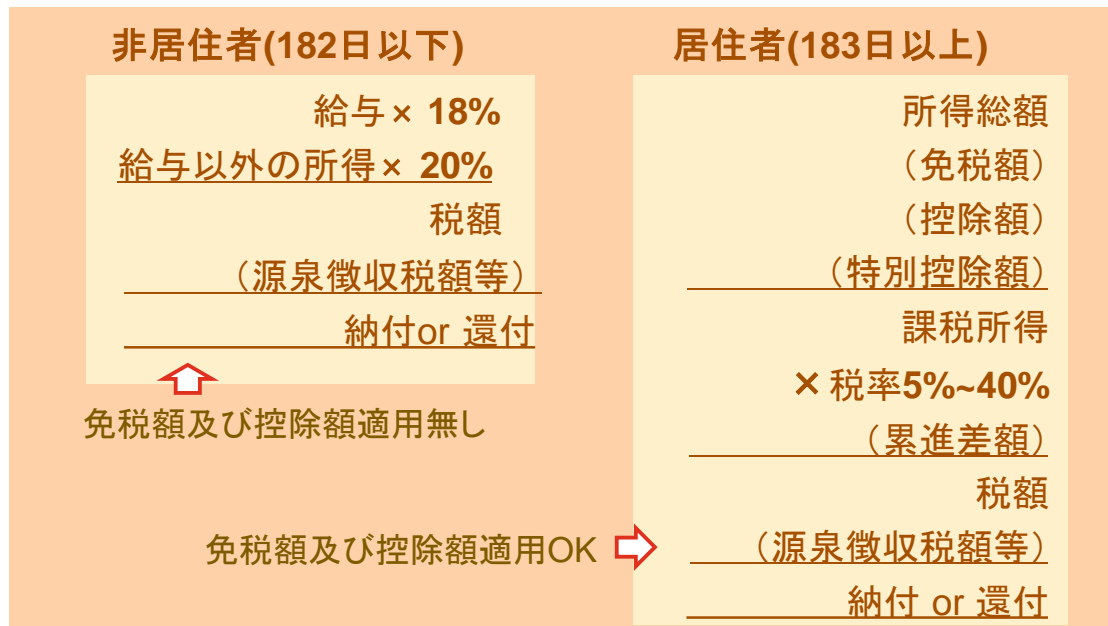 非居住者(182日以下)
給与× 18%
給与以外の所得× 20%
税額
（源泉徴収税額等）
納付or 還付
免税額及び控除額適用無し
居住者(183日以上)
所得総額
（免税額）
（控除額）
（特別控除額）
課税所得
×税率5%~40%
（累進差額）
税額
（源泉徴収税額等）
納付 or 還付
免税額及び控除額適用OK